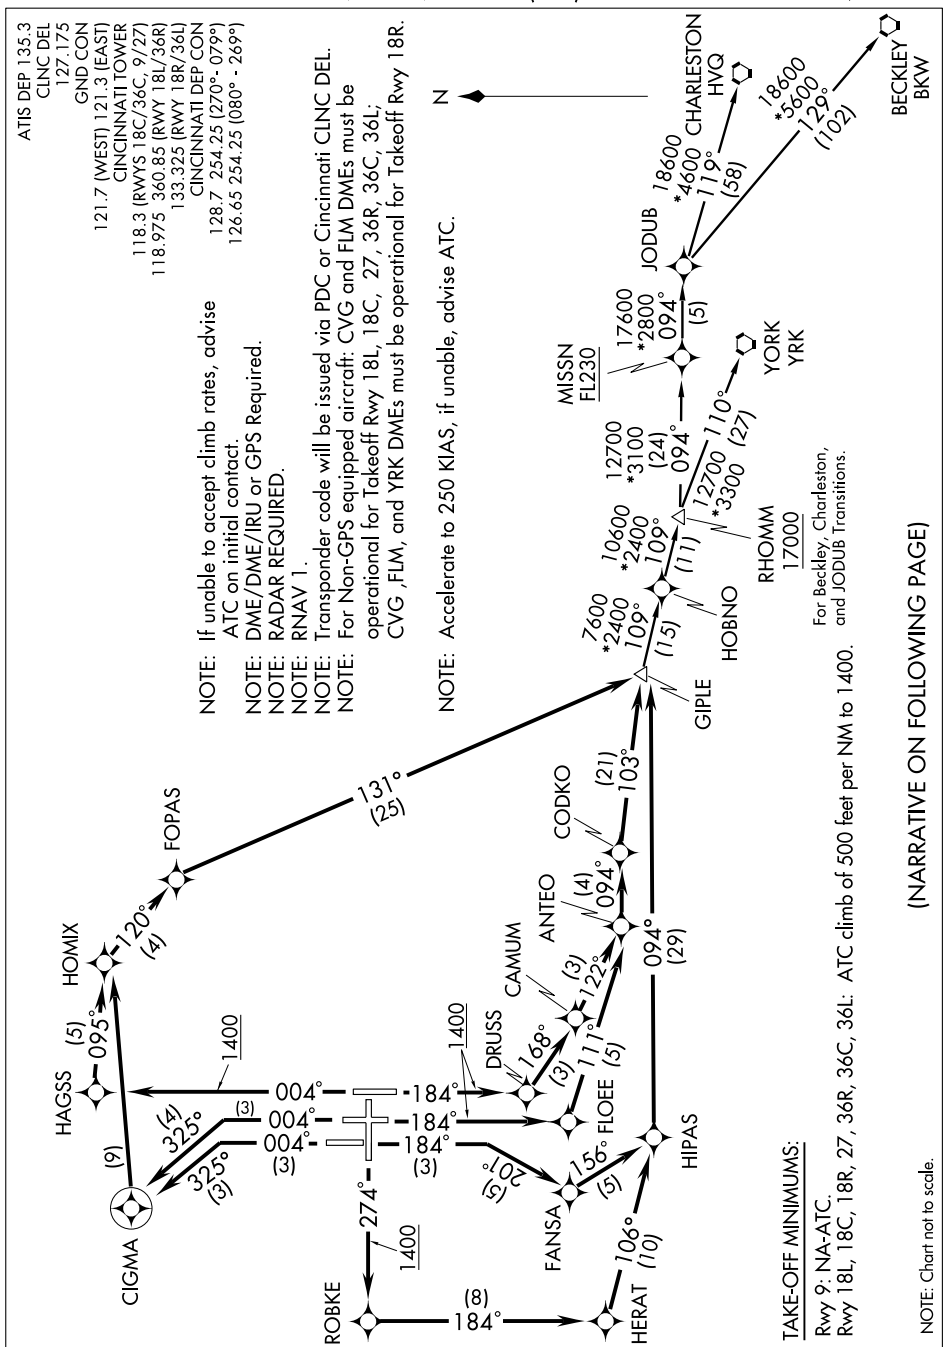 ATIS DEP 135.3
CLNC DEL
127.175
GND CON
121.7 (WEST) 121.3 (EAST)
CINCINNATI TOWER
118.3 (RWYS 18C/36C, 9/27)
118.975 360.85 (RWY 18L/36R)
133.325 (RWY 18R/36L)
CINCINNATI DEP CON
128.7 254.25 (270°- 079°)
126.65 254.25 (080° - 269°)
NOTE: If unable to accept climb rates, advise
ATC on initial contact.
NOTE: DME/DME/IRU or GPS Required.
NOTE: RADAR REQUIRED.
NOTE: RNAV 1.
NOTE: Transponder code will be issued via PDC or Cincinnati CLNC DEL.
NOTE: For Non-GPS equipped aircraft: CVG and FLM DMEs must be
operational for Takeoff Rwy 18L, 18C, 27, 36R, 36C, 36L;
CVG ,FLM, and YRK DMEs must be operational for Takeoff Rwy 18R.
NOTE: Accelerate to 250 KIAS, if unable, advise ATC.
N
HAGSS
(5)
095°
HOMIX
120°
(4)
FOPAS
131°
(25)
CIGMA
(9)
(4)
325°
(3)
325°
(3)
004°
(3)
004°
004°
1400
ROBKE
274°
1400
184°
(3)
184°
184°
1400
201°
(5)
(8)
184°
HERAT
106°
(10)
FANSA
156°
(5)
HIPAS
094°
(29)
DRUSS
168°
(3)
FLOEE
111°
(5)
CAMUM
(3)
122°
ANTEO
(4)
094°
CODKO
(21)
103°
GIPLE
7600
*2400
109°
(15)
HOBNO
10600
*2400
109°
(11)
RHOMM
17000
For Beckley, Charleston,
and JODUB Transitions.
12700
*3100
(24)
094°
110°
(27)
12700
*3300
YORK
YRK
MISSN
FL230
17600
*2800
094°
(5)
JODUB
18600
*4600
119°
(58)
CHARLESTON
HVQ
18600
*5600
129°
(102)
BECKLEY
BKW
TAKE-OFF MINIMUMS:
Rwy 9: NA-ATC.
Rwy 18L, 18C, 18R, 27, 36R, 36C, 36L: ATC climb of 500 feet per NM to 1400.
(NARRATIVE ON FOLLOWING PAGE)
NOTE: Chart not to scale.